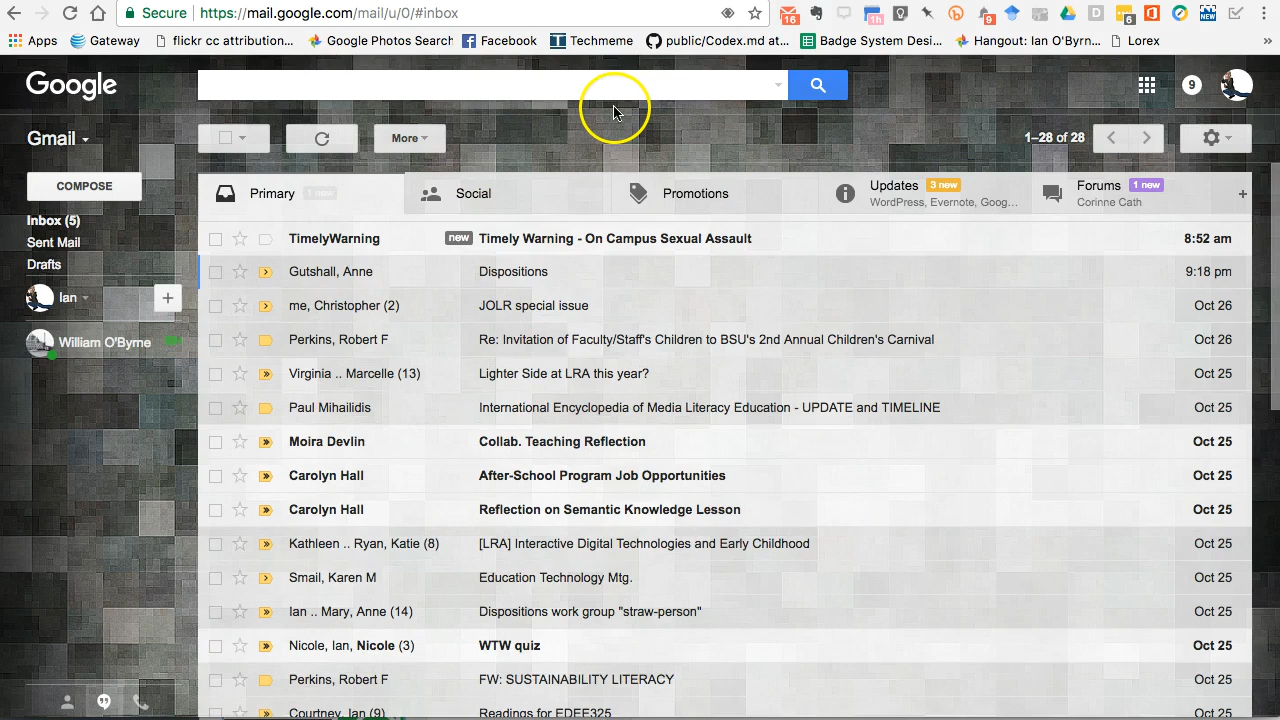 Secure https://mail.google.com/mail/u/0/#inbox
16 1h 9 6 NEW
Apps Gateway flickr cc attribution... Google Photos Search Facebook Techmeme public/Codex.md at... Badge System Desi... Hangout: Ian O'Bryn... Lorex »
Google 9
Gmail More 1–28 of 28
COMPOSE
Inbox (5)
Sent Mail
Drafts
Ian
William O'Byrne
Primary 1 new Social Promotions Updates 3 new Forums 1 new
WordPress, Evernote, Goog... Corinne Cath
TimelyWarning new Timely Warning - On Campus Sexual Assault 8:52 am
Gutshall, Anne Dispositions 9:18 pm
me, Christopher (2) JOLR special issue Oct 26
Perkins, Robert F Re: Invitation of Faculty/Staff's Children to BSU's 2nd Annual Children's Carnival Oct 26
Virginia .. Marcelle (13) Lighter Side at LRA this year? Oct 25
Paul Mihailidis International Encyclopedia of Media Literacy Education - UPDATE and TIMELINE Oct 25
Moira Devlin Collab. Teaching Reflection Oct 25
Carolyn Hall After-School Program Job Opportunities Oct 25
Carolyn Hall Reflection on Semantic Knowledge Lesson Oct 25
Kathleen .. Ryan, Katie (8) [LRA] Interactive Digital Technologies and Early Childhood Oct 25
Smail, Karen M Education Technology Mtg. Oct 25
Ian .. Mary, Anne (14) Dispositions work group "straw-person" Oct 25
Nicole, Ian, Nicole (3) WTW quiz Oct 25
Perkins, Robert F FW: SUSTAINABILITY LITERACY Oct 25
Courtney, Ian (9) Readings for EDEE325 Oct 25